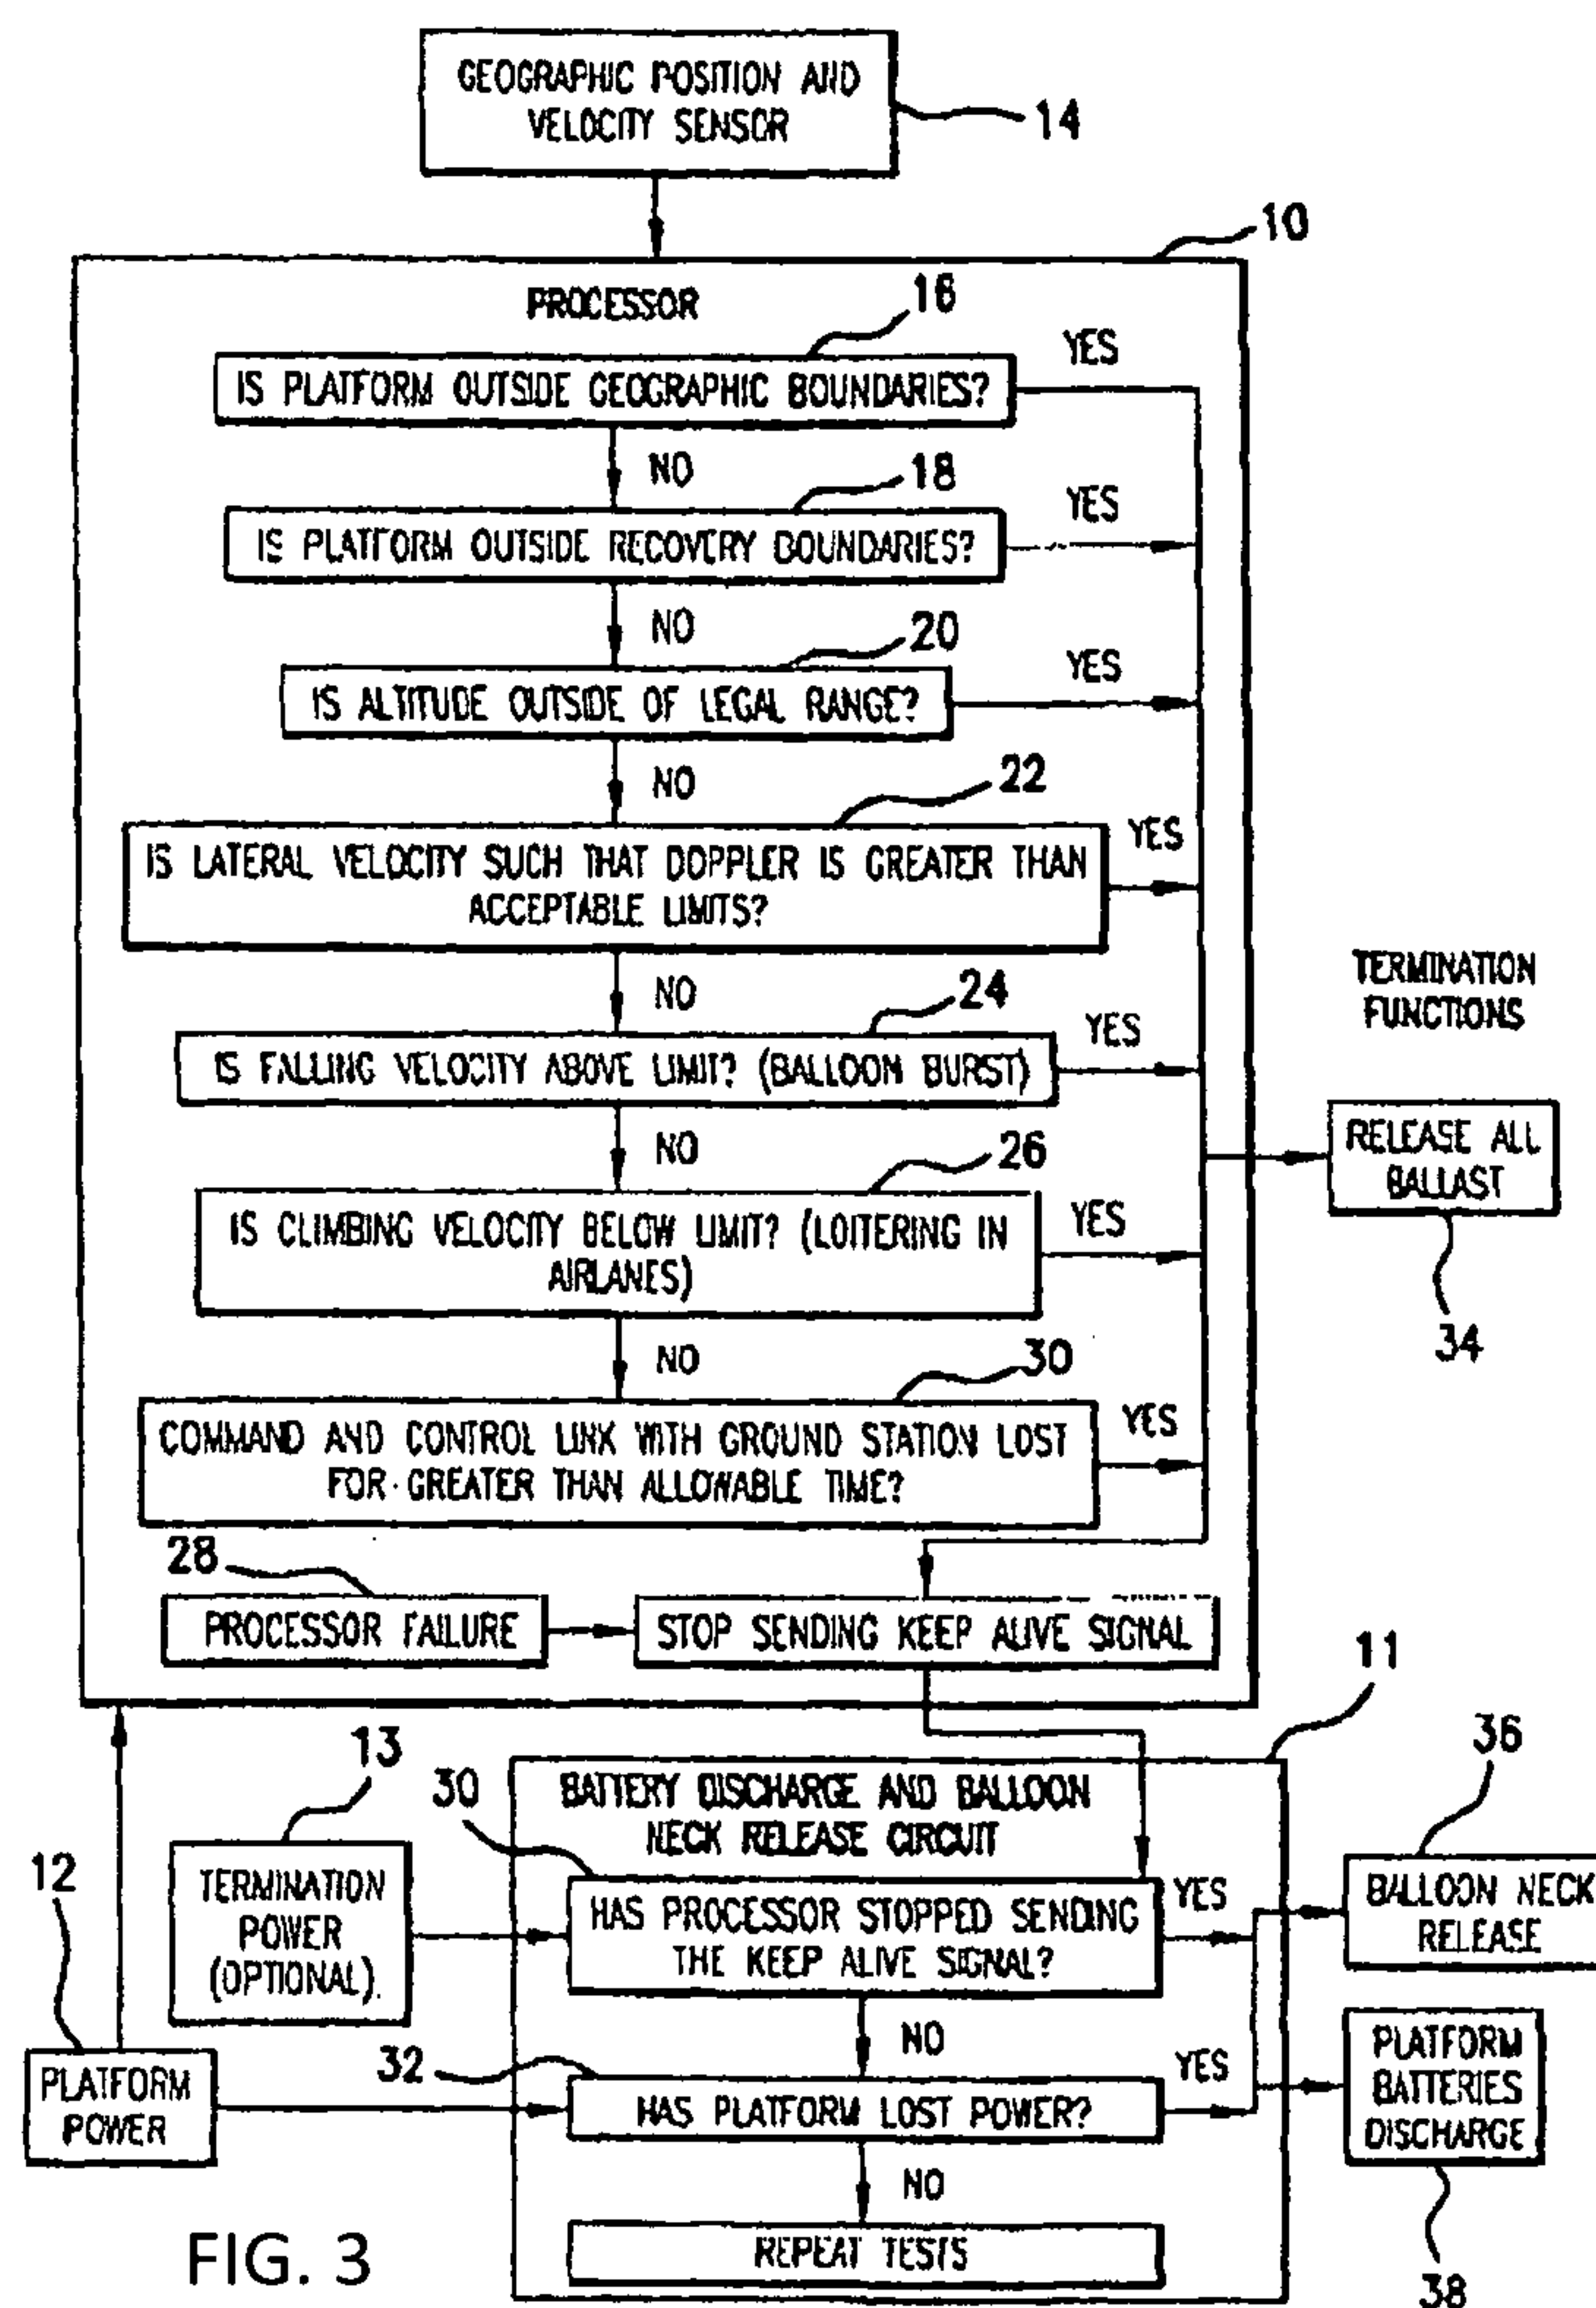 GEOGRAPHIC POSITION AND
VELOCITY SENSOR
14
10
PROCESSOR
16
IS PLATFORM OUTSIDE GEOGRAPHIC BOUNDARIES?
YES
NO
18
IS PLATFORM OUTSIDE RECOVERY BOUNDARIES?
YES
NO
20
IS ALTITUDE OUTSIDE OF LEGAL RANGE?
YES
NO
22
IS LATERAL VELOCITY SUCH THAT DOPPLER IS GREATER THAN
ACCEPTABLE LIMITS?
YES
NO
24
IS FALLING VELOCITY ABOVE LIMIT? (BALLOOM BURST)
YES
TERMINATION
FUNCTIONS
NO
26
IS CLIMBING VELOCITY BELOW LIMIT? (LOITERING IN
AIRLANES)
YES
RELEASE ALL
BALLAST
34
NO
30
COMMAND AND CONTROL LINK WITH GROUND STATION LOST
FOR GREATER THAN ALLOWABLE TIME?
YES
28
PROCESSOR FAILURE
STOP SENDING KEEP ALIVE SIGNAL
11
13
TERMINATION
POWER
(OPTIONAL).
12
PLATFORM
POWER
BATTERY DISCHARGE AND BALLOON
NECK RELEASE CIRCUIT
30
HAS PROCESSOR STOPPED SENDING
THE KEEP ALIVE SIGNAL?
YES
36
BALLOON NECK
RELEASE
NO
32
HAS PLATFORM LOST POWER?
YES
PLATFORM
BATTERIES
DISCHARGE
38
NO
REPEAT TESTS
FIG. 3